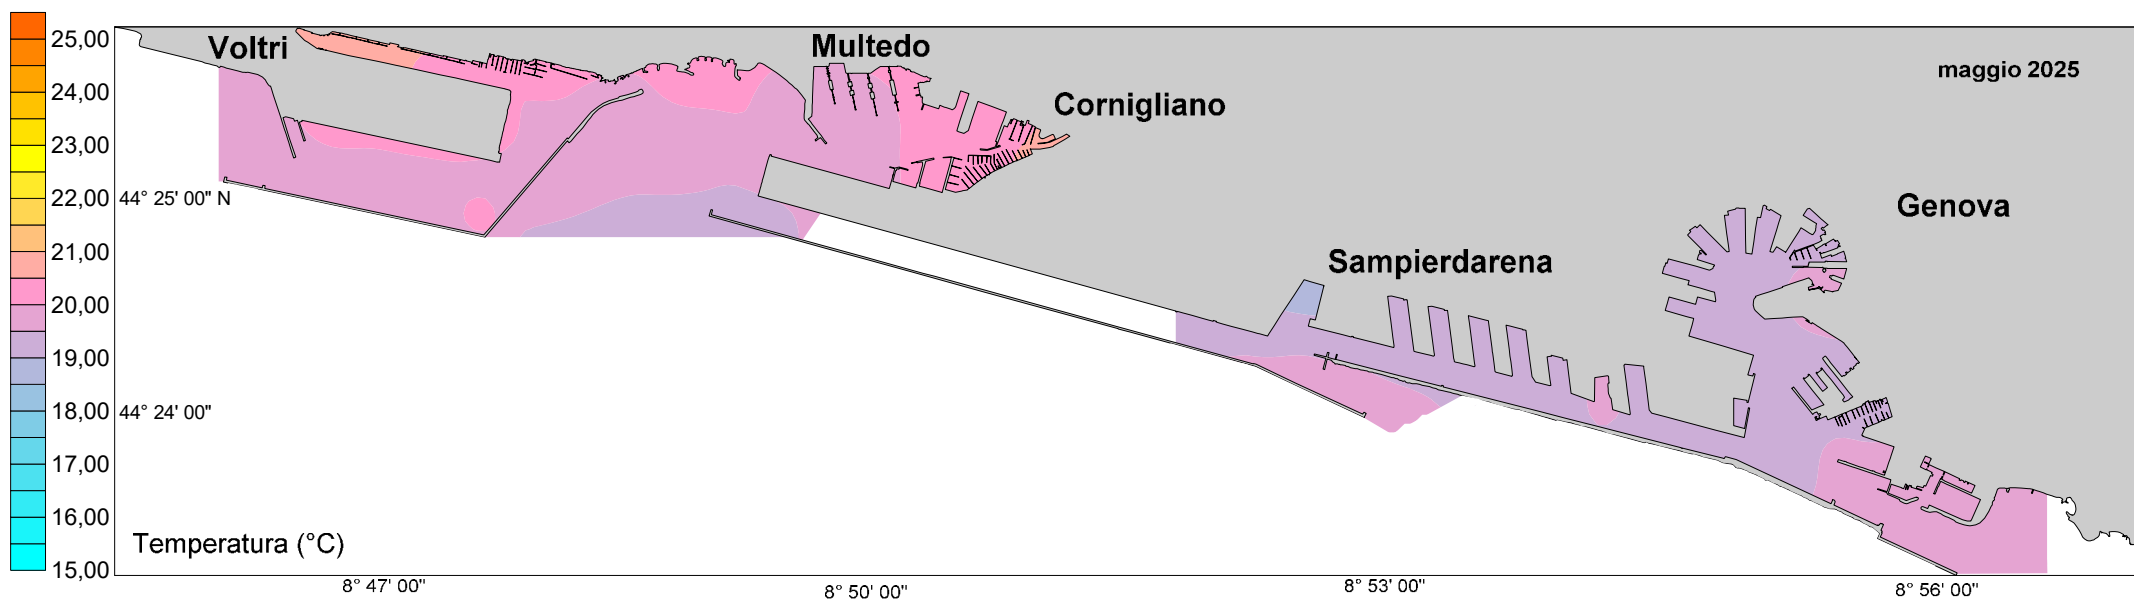 25,00
24,00
23,00
22,00
21,00
20,00
19,00
18,00
17,00
16,00
15,00
Voltri
Multedo
maggio 2025
Cornigliano
44° 25' 00" N
Genova
Sampierdarena
44° 24' 00"
Temperatura (°C)
8° 47' 00"
8° 50' 00"
8° 53' 00"
8° 56' 00"